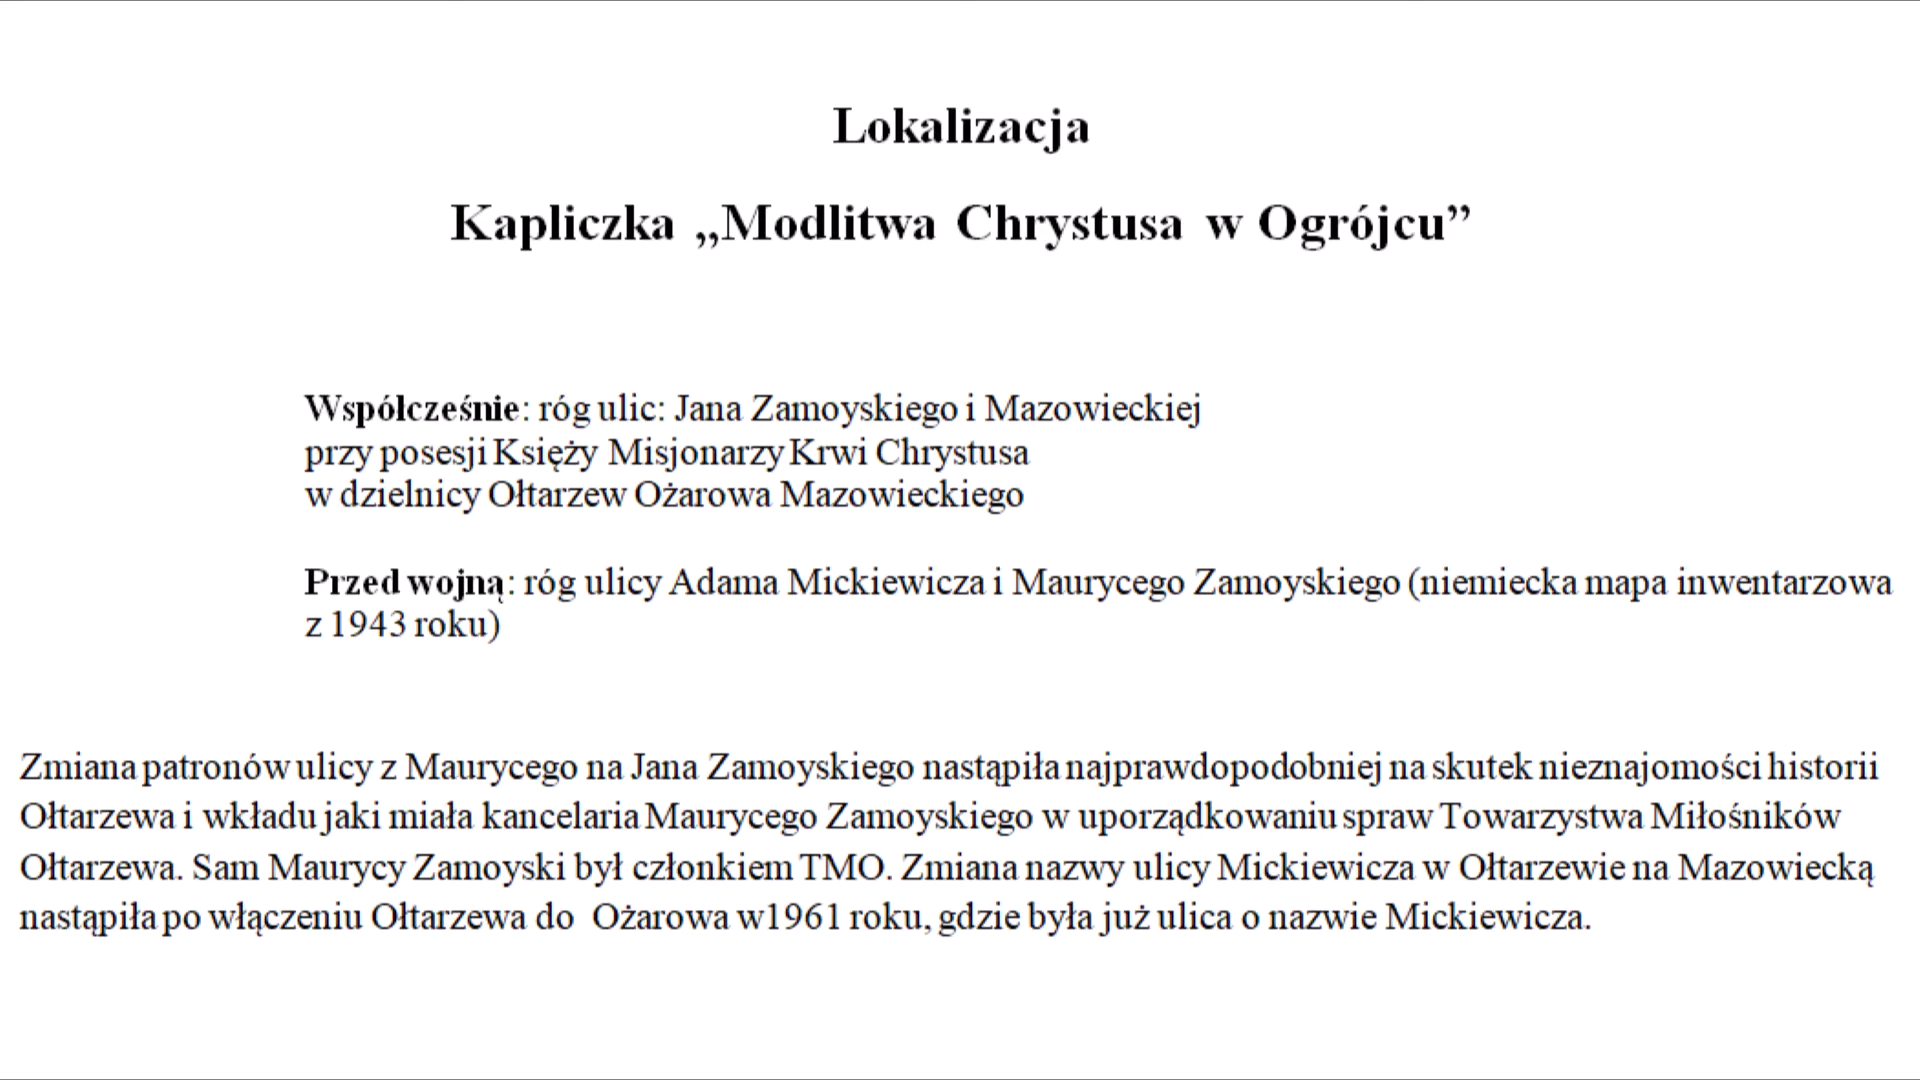 Lokalizacja
Kapliczka „Modlitwa Chrystusa w Ogrójcu”
Współcześnie: róg ulic: Jana Zamoyskiego i Mazowieckiej
przy posesji Księży Misjonarzy Krwi Chrystusa
w dzielnicy Ołtarzew Ożarowa Mazowieckiego
Przed wojną: róg ulicy Adama Mickiewicza i Maurycego Zamoyskiego (niemiecka mapa inwentarzowa
z 1943 roku)
Zmiana patronów ulicy z Maurycego na Jana Zamoyskiego nastąpiła najprawdopodobniej na skutek nieznajomości historii
Ołtarzewa i wkładu jaki miała kancelaria Maurycego Zamoyskiego w uporządkowaniu spraw Towarzystwa Miłośników
Ołtarzewa. Sam Maurycy Zamoyski był członkiem TMO. Zmiana nazwy ulicy Mickiewicza w Ołtarzewie na Mazowiecką
nastąpiła po włączeniu Ołtarzewa do Ożarowa w1961 roku, gdzie była już ulica o nazwie Mickiewicza.